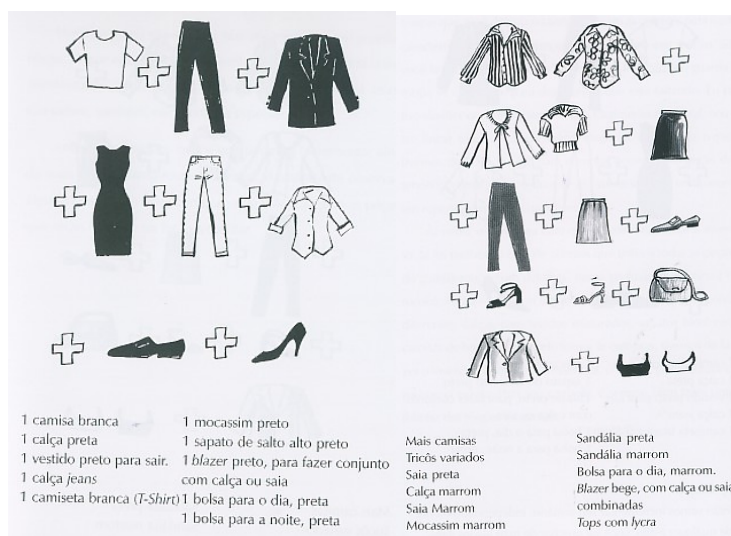 1 camisa branca
1 calça preta
1 vestido preto para sair.
1 calça jeans
1 camiseta branca (T-Shirt)
1 mocassim preto
1 sapato de salto alto preto
1 blazer preto, para fazer conjunto
com calça ou saia
1 bolsa para o dia, preta
1 bolsa para a noite, preta
Mais camisas
Tricôs variados
Saia preta
Calça marrom
Saia Marrom
Mocassim marrom
Sandália preta
Sandália marrom
Bolsa para o dia, marrom.
Blazer bege, com calça ou saia
combinadas
Tops com lycra